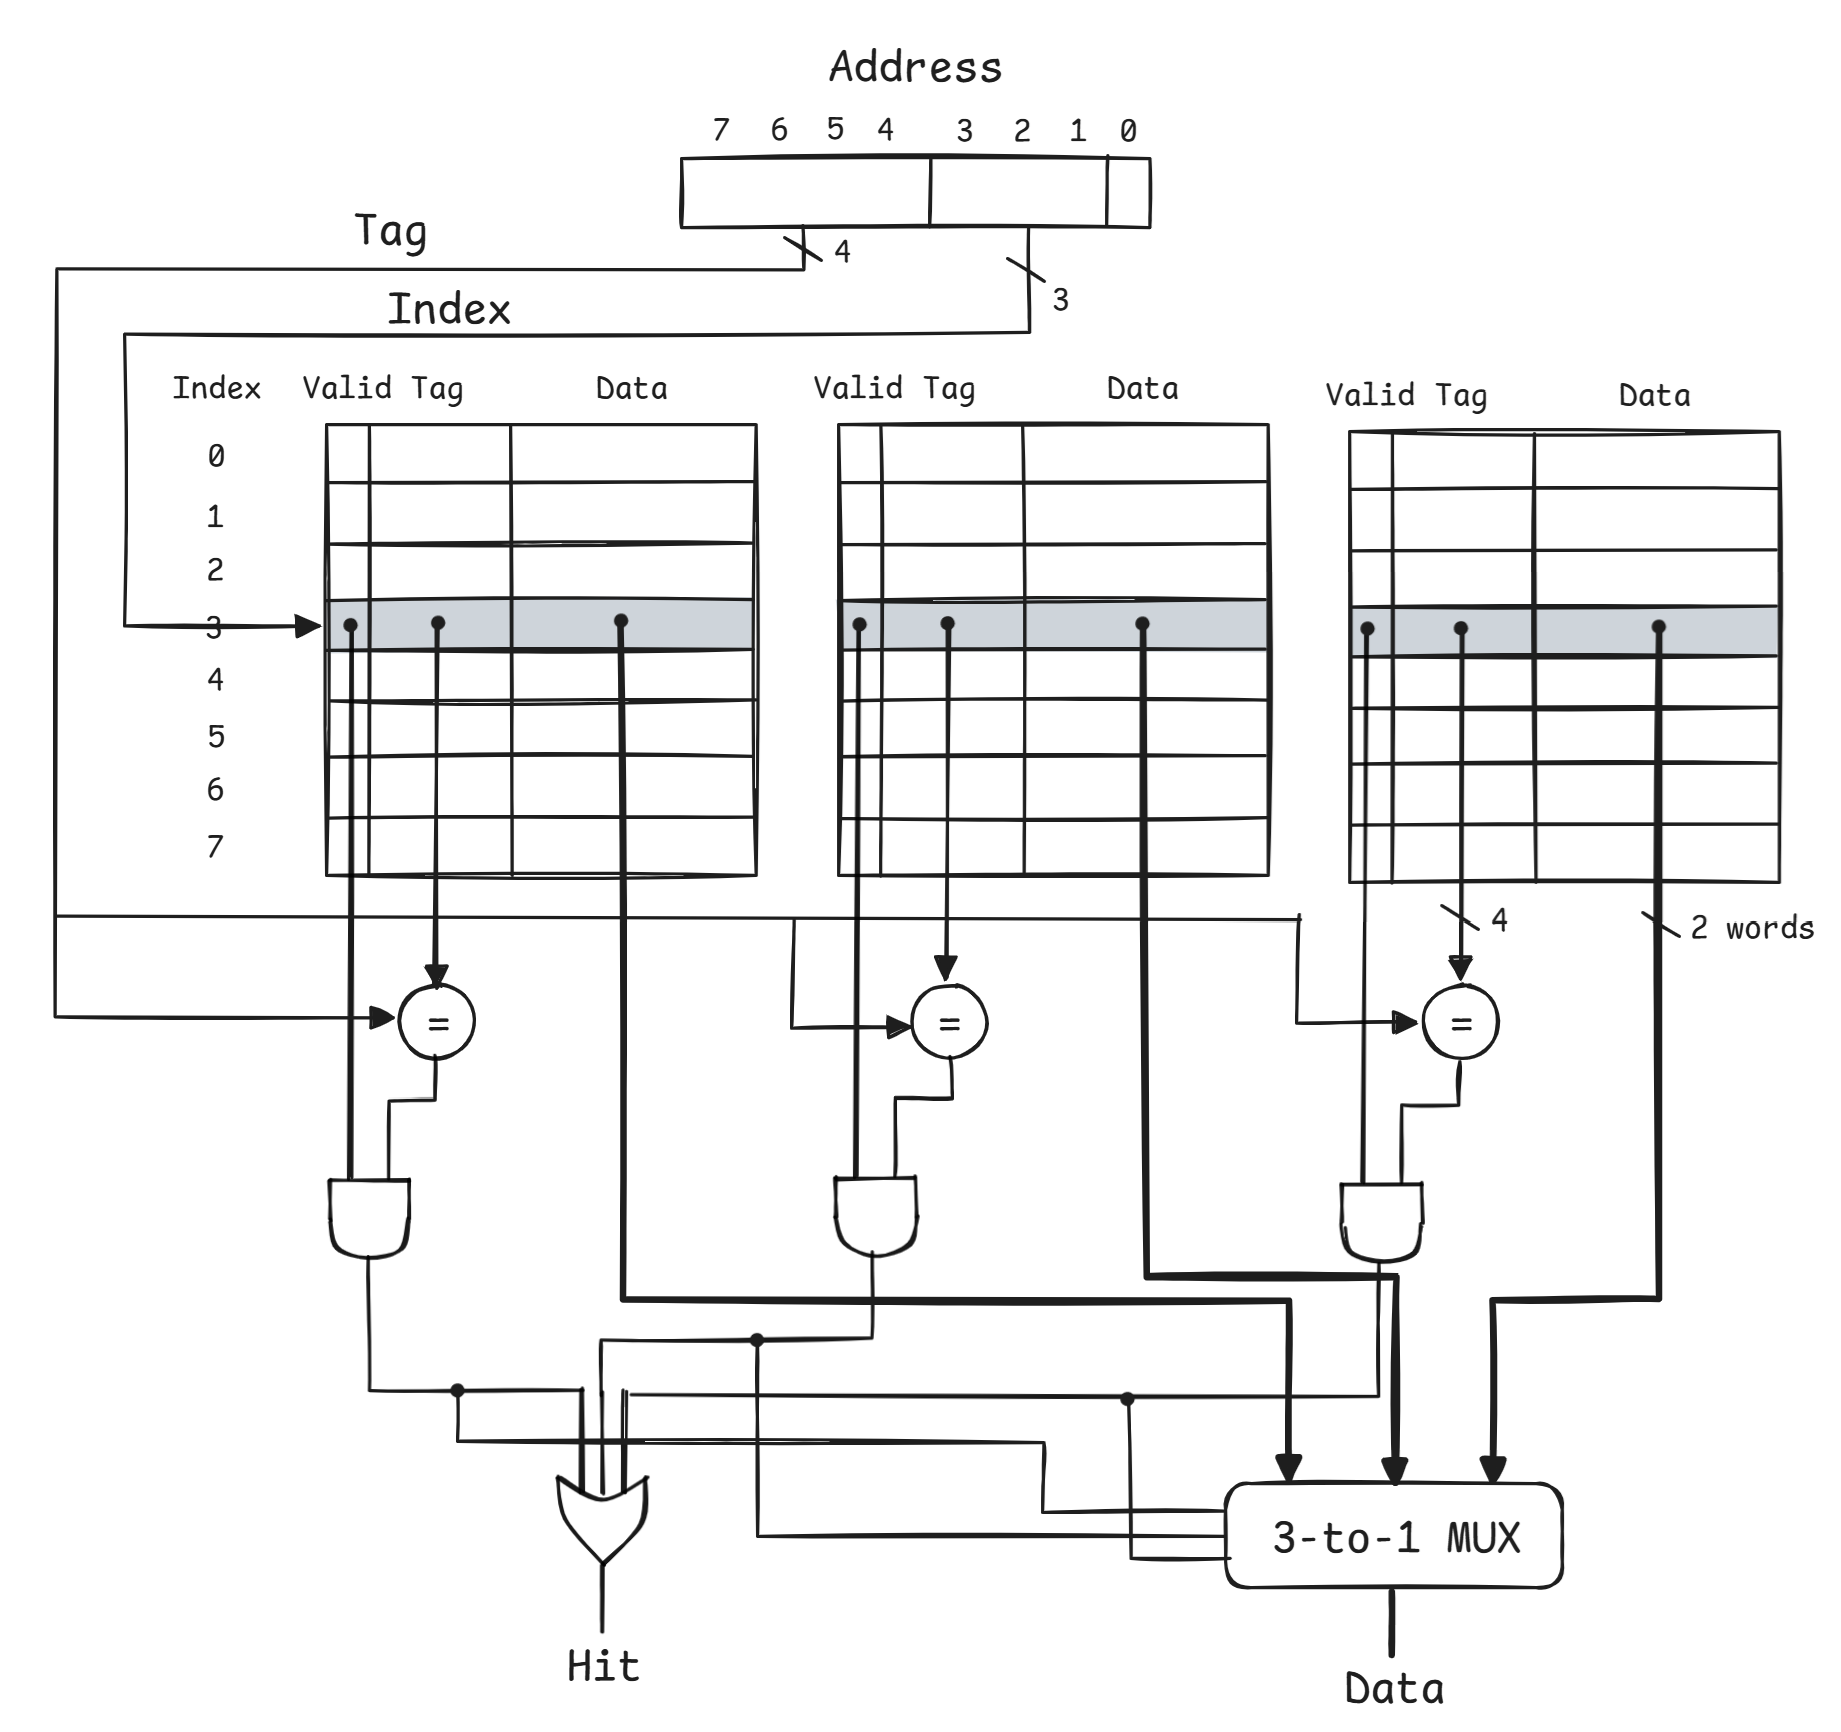 Address
7 6 5 4 3 2 1 0
Tag
4
3
Index
Index Valid Tag Data Valid Tag Data Valid Tag Data
0
1
2
3
4
5
6
7
4
2 words
= = =
3-to-1 MUX
Hit
Data